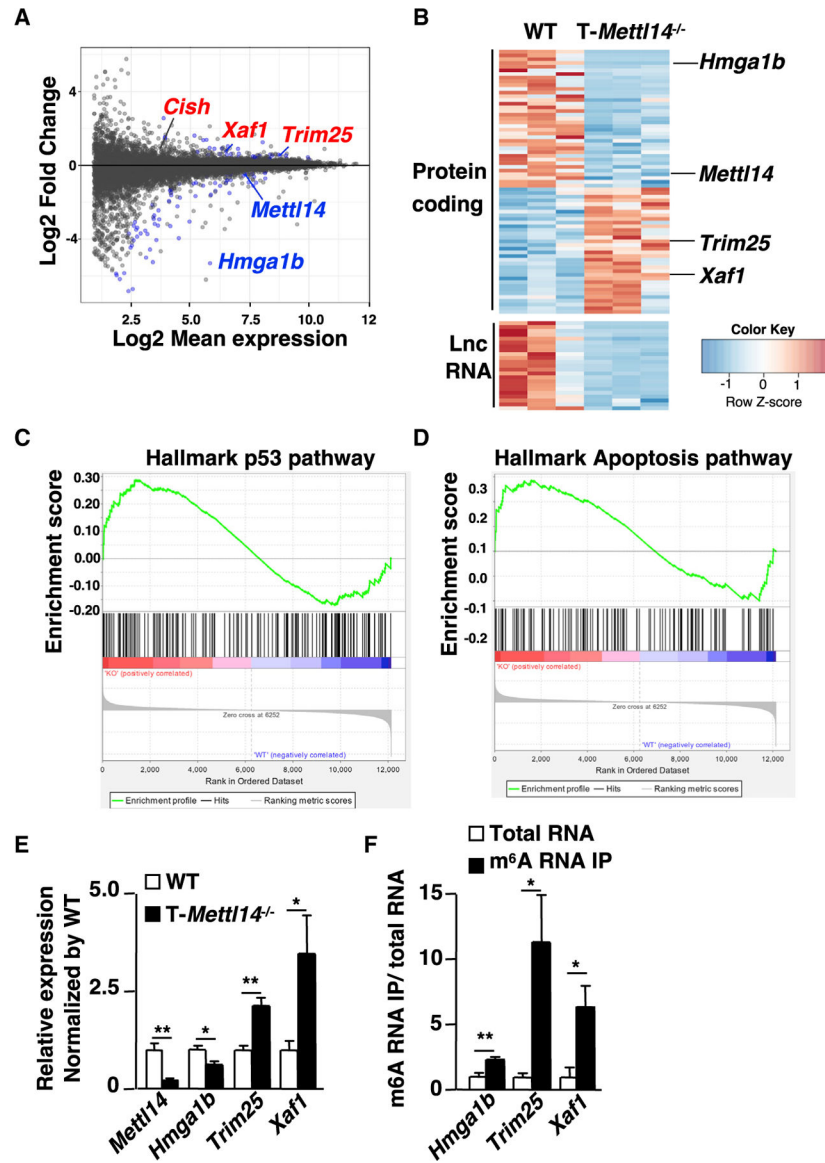 A
Log2 Fold Change
4
0
-4
Cish
Xaf1
Trim25
Mettl14
Hmga1b
2.5
5.0
7.5
10.0
12
Log2 Mean expression
B
WT T-Mettl14-/-
Protein
coding
Hmga1b
Mettl14
Trim25
Xaf1
Lnc
RNA
Color Key
-1 0 1
Row Z-score
C
Hallmark p53 pathway
Enrichment score
0.30
0.20
0.10
0.00
-0.10
-0.20
'KO' (positively correlated)
Zero cross at 6252
'WT' (negatively correlated)
0 2,000 4,000 6,000 8,000 10,000 12,000
Rank in Ordered Dataset
Enrichment profile Hits Ranking metric scores
D
Hallmark Apoptosis pathway
Enrichment score
0.3
0.2
0.1
0.0
-0.1
-0.2
'KO' (positively correlated)
Zero cross at 6252
'WT' (negatively correlated)
0 2,000 4,000 6,000 8,000 10,000 12,000
Rank in Ordered Dataset
Enrichment profile Hits Ranking metric scores
E
WT
T-Mettl14-/-
Relative expression
Normalized by WT
5.0
2.5
0
**
*
**
*
Mettl14
Hmga1b
Trim25
Xaf1
F
Total RNA
m6A RNA IP
m6A RNA IP/ total RNA
15
10
5
0
**
*
*
Hmga1b
Trim25
Xaf1